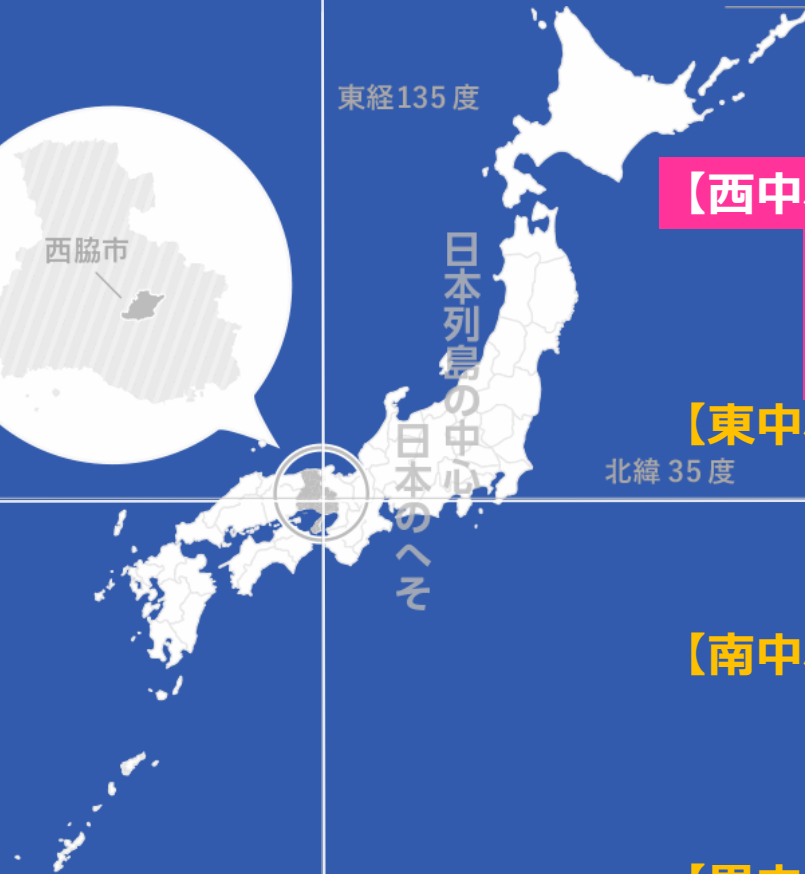 東経135度
【西中
西脇市
日本列島の中心
日本のへそ
【東中
北緯35度
【南中